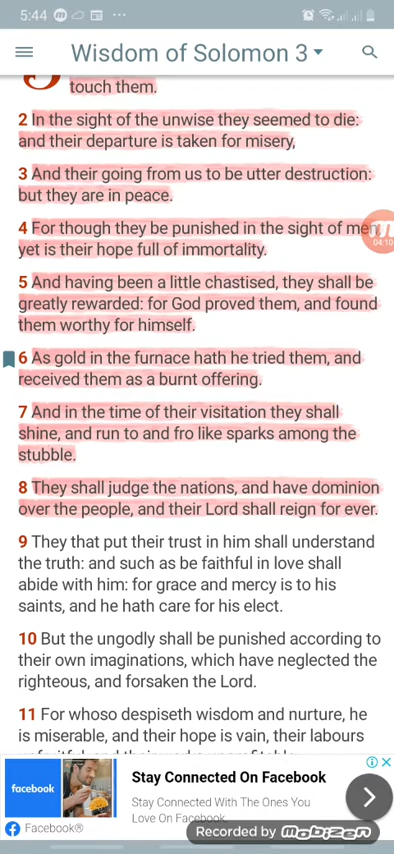 5:44
Wisdom of Solomon 3
touch them.
2 In the sight of the unwise they seemed to die:
and their departure is taken for misery,
3 And their going from us to be utter destruction:
but they are in peace.
4 For though they be punished in the sight of men,
yet is their hope full of immortality.
04:10
5 And having been a little chastised, they shall be
greatly rewarded: for God proved them, and found
them worthy for himself.
6 As gold in the furnace hath he tried them, and
received them as a burnt offering.
7 And in the time of their visitation they shall
shine, and run to and fro like sparks among the
stubble.
8 They shall judge the nations, and have dominion
over the people, and their Lord shall reign for ever.
9 They that put their trust in him shall understand
the truth: and such as be faithful in love shall
abide with him: for grace and mercy is to his
saints, and he hath care for his elect.
10 But the ungodly shall be punished according to
their own imaginations, which have neglected the
righteous, and forsaken the Lord.
11 For whoso despiseth wisdom and nurture, he
is miserable, and their hope is vain, their labours
facebook
Stay Connected On Facebook
Stay Connected With The Ones You
Love On Facebook.
Facebook®
Recorded by mobizen